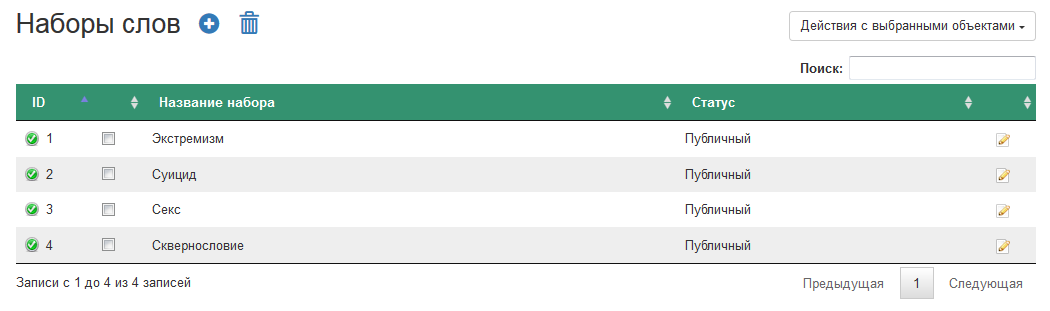 Наборы слов
Действия с выбранными объектами
Поиск:
ID Название набора Статус
1 Экстремизм Публичный
2 Суицид Публичный
3 Секс Публичный
4 Сквернословие Публичный
Записи с 1 до 4 из 4 записей Предыдущая 1 Следующая